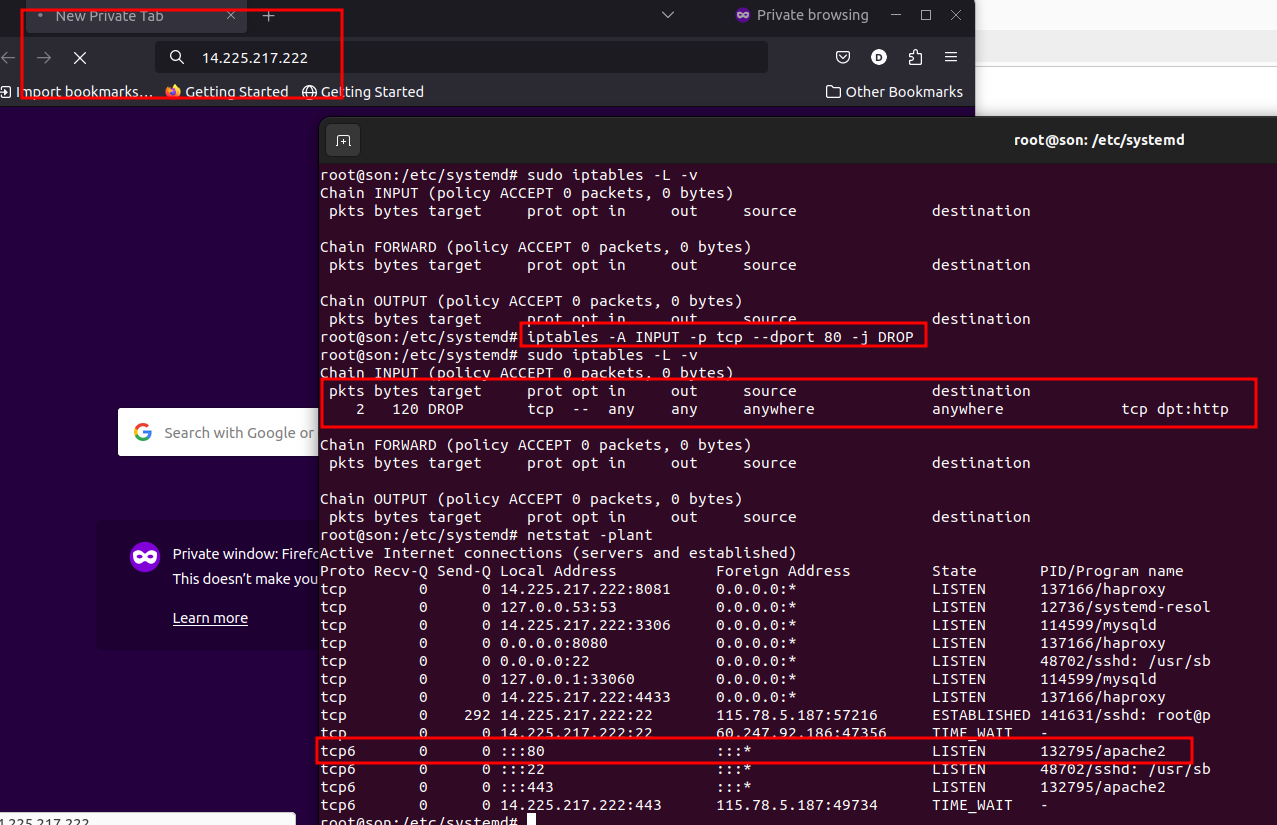 New Private Tab
Private browsing
14.225.217.222
Import bookmarks...
Getting Started
Getting Started
Other Bookmarks
Search with Google or
Private window: Firefo
This doesn't make you
Learn more
.225.217.222
root@son: /etc/systemd
root@son:/etc/systemd# sudo iptables -L -v
Chain INPUT (policy ACCEPT 0 packets, 0 bytes)
pkts bytes target prot opt in out source destination
Chain FORWARD (policy ACCEPT 0 packets, 0 bytes)
pkts bytes target prot opt in out source destination
Chain OUTPUT (policy ACCEPT 0 packets, 0 bytes)
pkts bytes target prot opt in out source destination
root@son:/etc/systemd# iptables -A INPUT -p tcp --dport 80 -j DROP
root@son:/etc/systemd# sudo iptables -L -v
Chain INPUT (policy ACCEPT 0 packets, 0 bytes)
pkts bytes target prot opt in out source destination
2 120 DROP tcp -- any any anywhere anywhere tcp dpt:http
Chain FORWARD (policy ACCEPT 0 packets, 0 bytes)
pkts bytes target prot opt in out source destination
Chain OUTPUT (policy ACCEPT 0 packets, 0 bytes)
pkts bytes target prot opt in out source destination
root@son:/etc/systemd# netstat -plant
Active Internet connections (servers and established)
Proto Recv-Q Send-Q Local Address Foreign Address State PID/Program name
tcp 0 0 14.225.217.222:8081 0.0.0.0:* LISTEN 137166/haproxy
tcp 0 0 127.0.0.53:53 0.0.0.0:* LISTEN 12736/systemd-resol
tcp 0 0 14.225.217.222:3306 0.0.0.0:* LISTEN 114599/mysqld
tcp 0 0 0.0.0.0:8080 0.0.0.0:* LISTEN 137166/haproxy
tcp 0 0 0.0.0.0:22 0.0.0.0:* LISTEN 48702/sshd: /usr/sb
tcp 0 0 127.0.0.1:33060 0.0.0.0:* LISTEN 114599/mysqld
tcp 0 0 14.225.217.222:4433 0.0.0.0:* LISTEN 137166/haproxy
tcp 0 292 14.225.217.222:22 115.78.5.187:57216 ESTABLISHED 141631/sshd: root@p
tcp 0 0 14.225.217.222:22 60.247.92.186:47356 TIME_WAIT -
tcp6 0 0 :::80 :::* LISTEN 132795/apache2
tcp6 0 0 :::22 :::* LISTEN 48702/sshd: /usr/sb
tcp6 0 0 :::443 :::* LISTEN 132795/apache2
tcp6 0 0 14.225.217.222:443 115.78.5.187:49734 TIME_WAIT -
root@son:/etc/systemd#